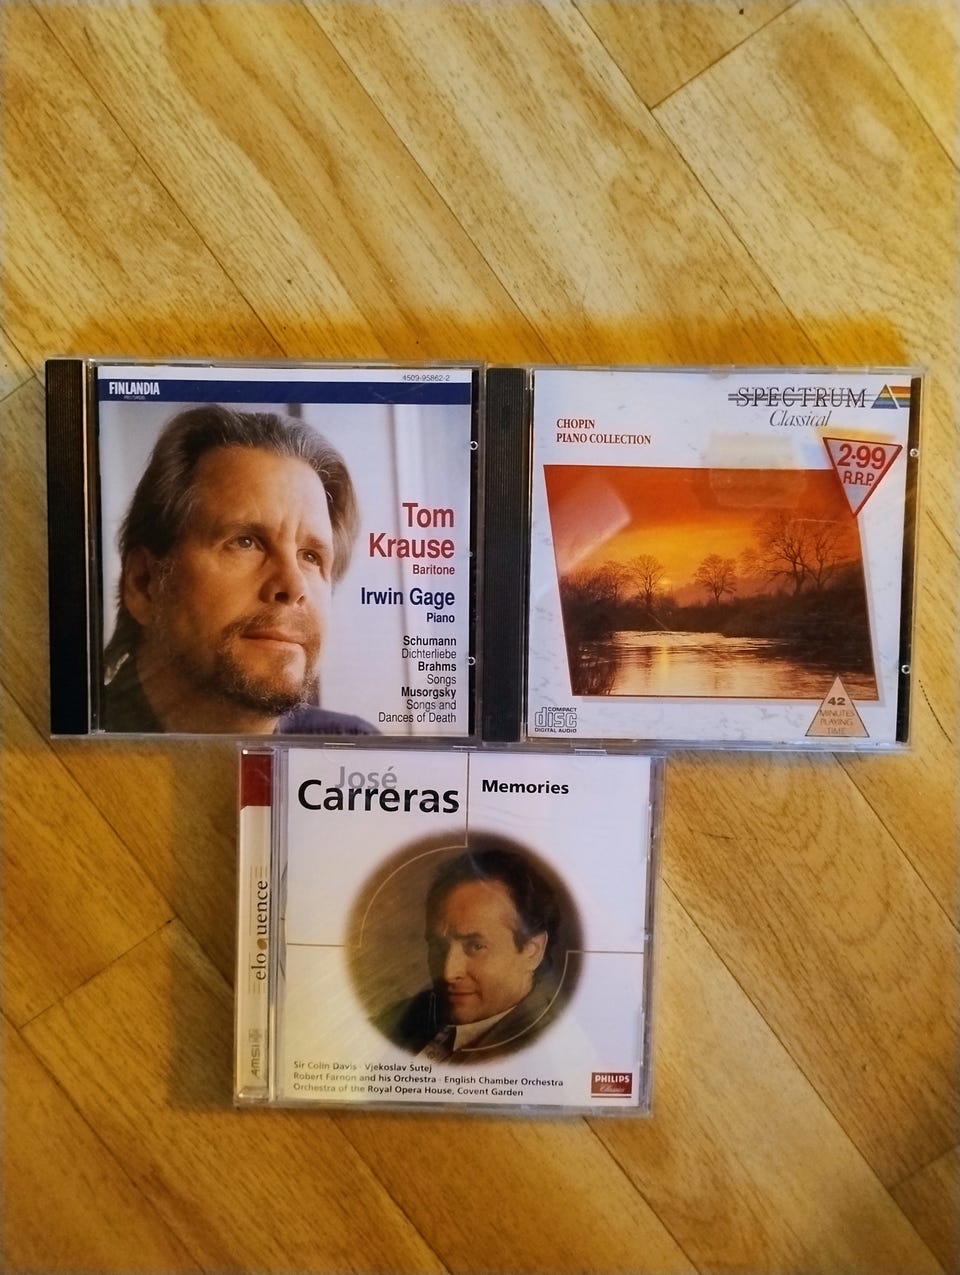 FINLANDIA
RECORDS
4509-95862-2
Tom
Krause
Baritone
Irwin Gage
Piano
Schumann
Dichterliebe
Brahms
Songs
Musorgsky
Songs and
Dances of Death
SPECTRUM
Classical
CHOPIN
PIANO COLLECTION
2·99
R.R.P.
COMPACT
disc
DIGITAL AUDIO
42
MINUTES
PLAYING
TIME
eloquence
AMSI
José
Carreras
Memories
Sir Colin Davis · Vjekoslav Šutej
Robert Farnon and his Orchestra · English Chamber Orchestra
Orchestra of the Royal Opera House, Covent Garden
PHILIPS
Classics